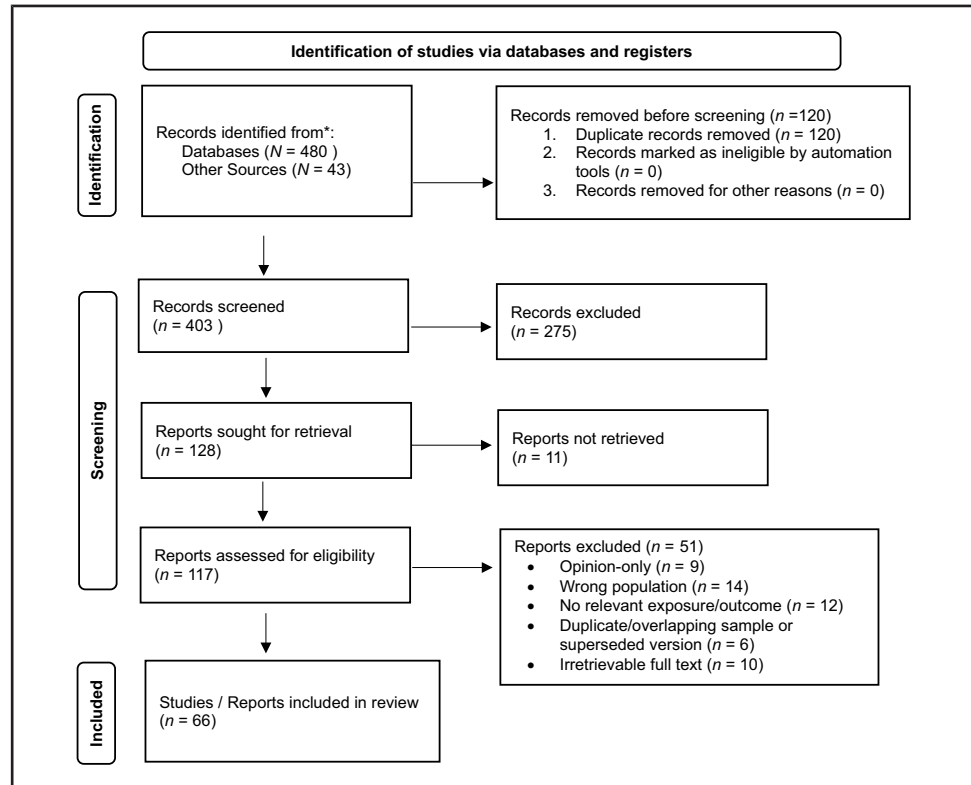 Identification of studies via databases and registers
Identification
Records identified from*:
Databases (N = 480 )
Other Sources (N = 43)
Records removed before screening (n =120)
1. Duplicate records removed (n = 120)
2. Records marked as ineligible by automation
tools (n = 0)
3. Records removed for other reasons (n = 0)
Screening
Records screened
(n = 403 )
Records excluded
(n = 275)
Reports sought for retrieval
(n = 128)
Reports not retrieved
(n = 11)
Reports assessed for eligibility
(n = 117)
Reports excluded (n = 51)
• Opinion-only (n = 9)
• Wrong population (n = 14)
• No relevant exposure/outcome (n = 12)
• Duplicate/overlapping sample or
superseded version (n = 6)
• Irretrievable full text (n = 10)
Included
Studies / Reports included in review
(n = 66)